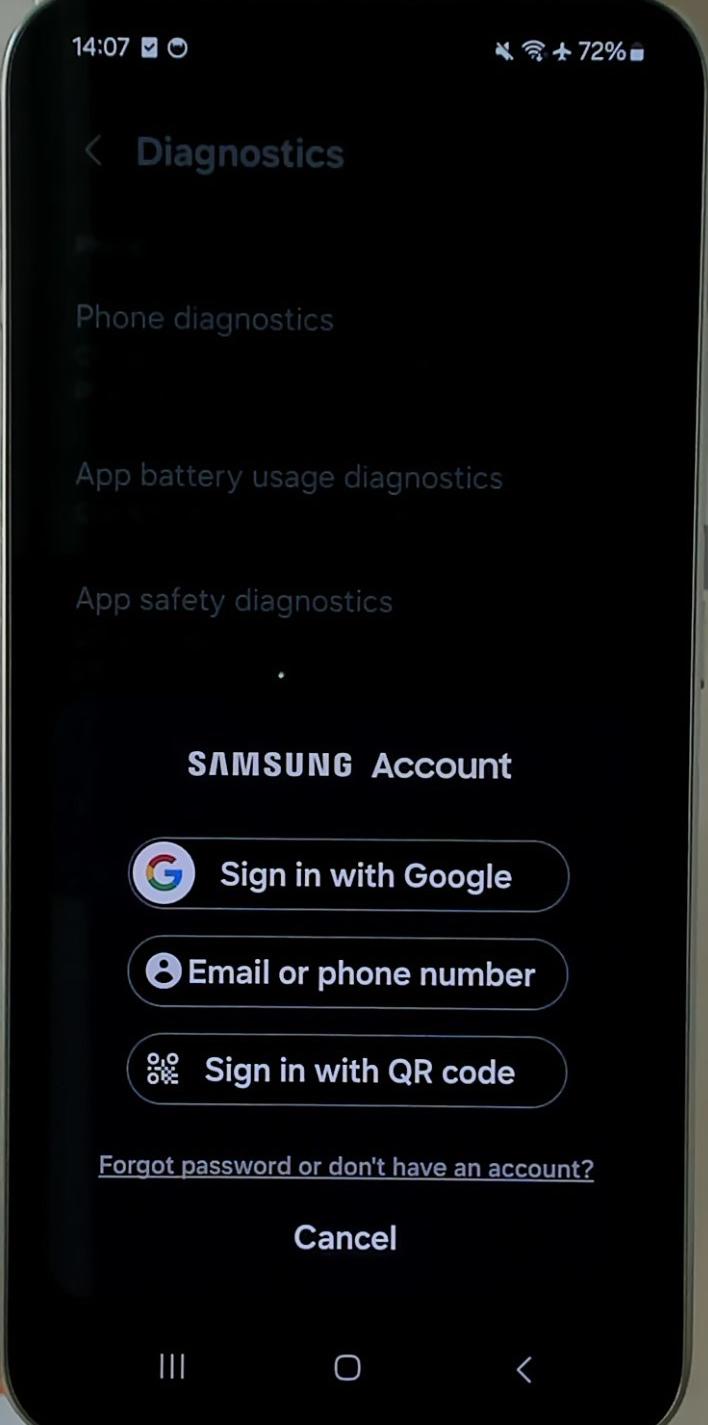 14:07
72%
Diagnostics
Phone diagnostics
App battery usage diagnostics
App safety diagnostics
SAMSUNG Account
Sign in with Google
Email or phone number
Sign in with QR code
Forgot password or don't have an account?
Cancel